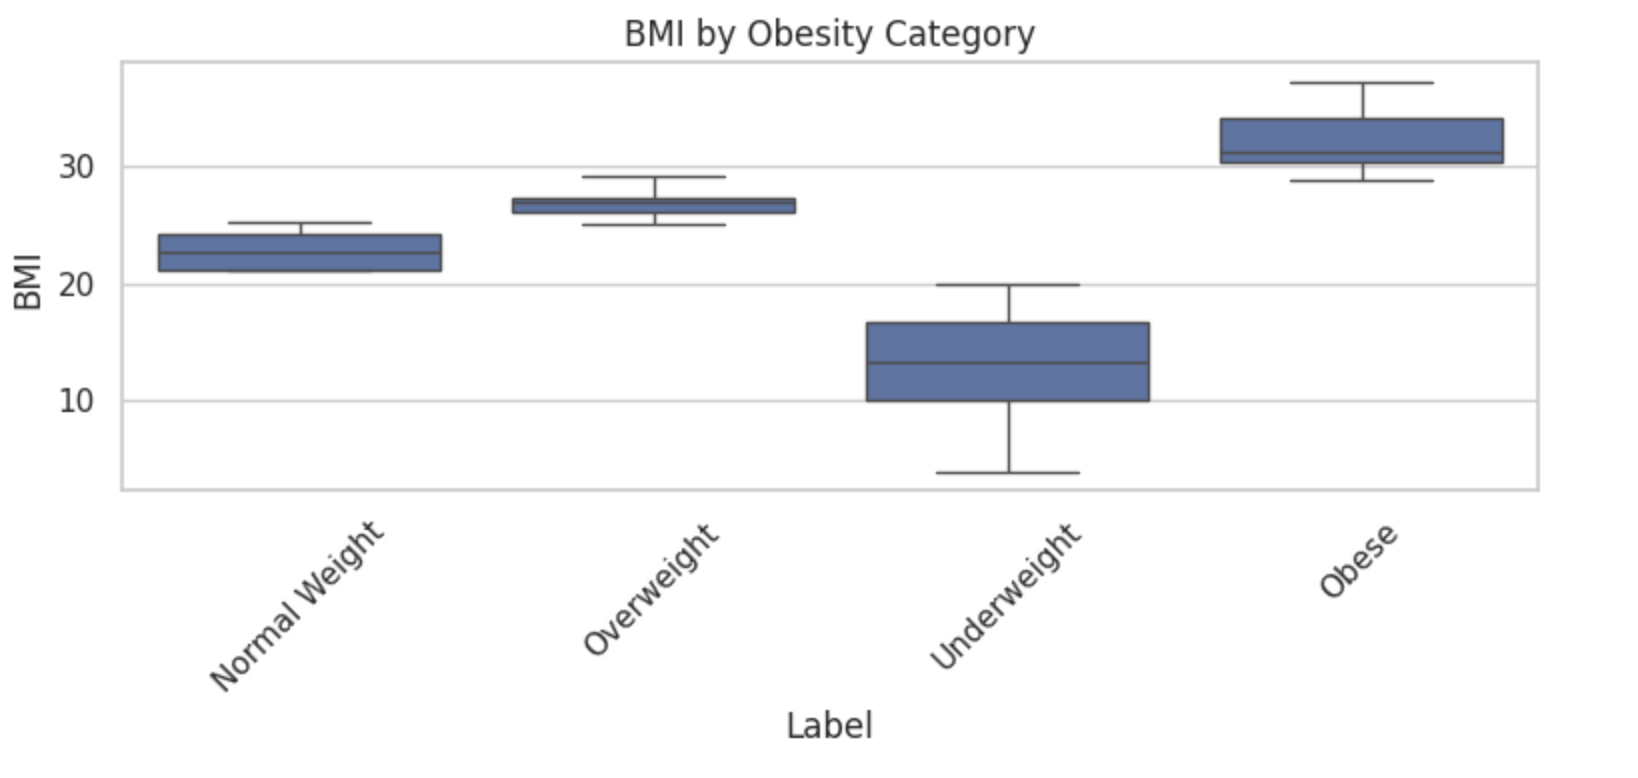 BMI by Obesity Category
BMI
30
20
10
Normal Weight
Overweight
Underweight
Obese
Label